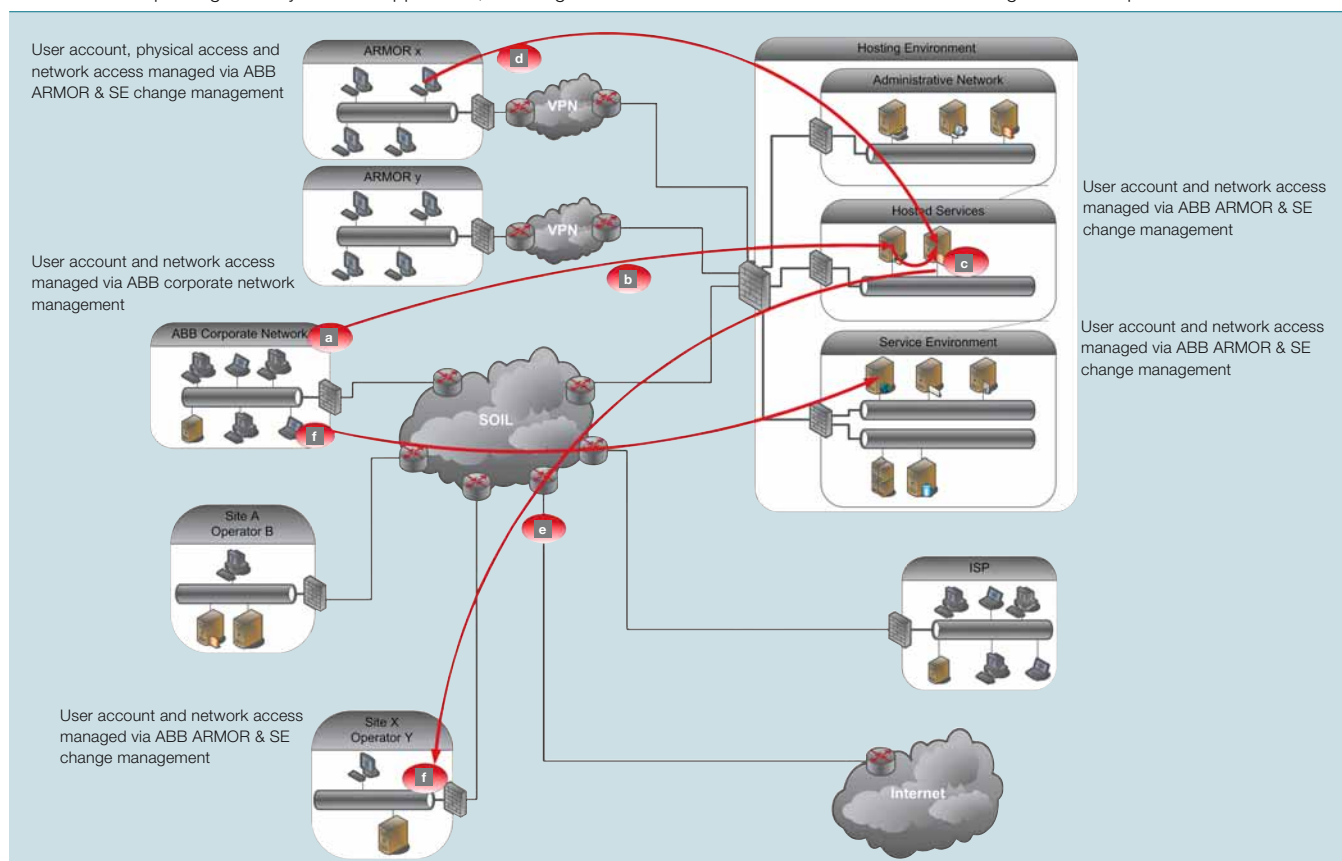 User account, physical access and
network access managed via ABB
ARMOR & SE change management
ARMOR x
d
VPN
Hosting Environment
Administrative Network
ARMOR y
VPN
User account and network access
managed via ABB ARMOR & SE
change management
Hosted Services
c
User account and network access
managed via ABB corporate network
management
b
ABB Corporate Network
a
f
SOIL
Service Environment
User account and network access
managed via ABB ARMOR & SE
change management
Site A
Operator B
e
ISP
User account and network access
managed via ABB ARMOR & SE
change management
Site X
Operator Y
f
Internet